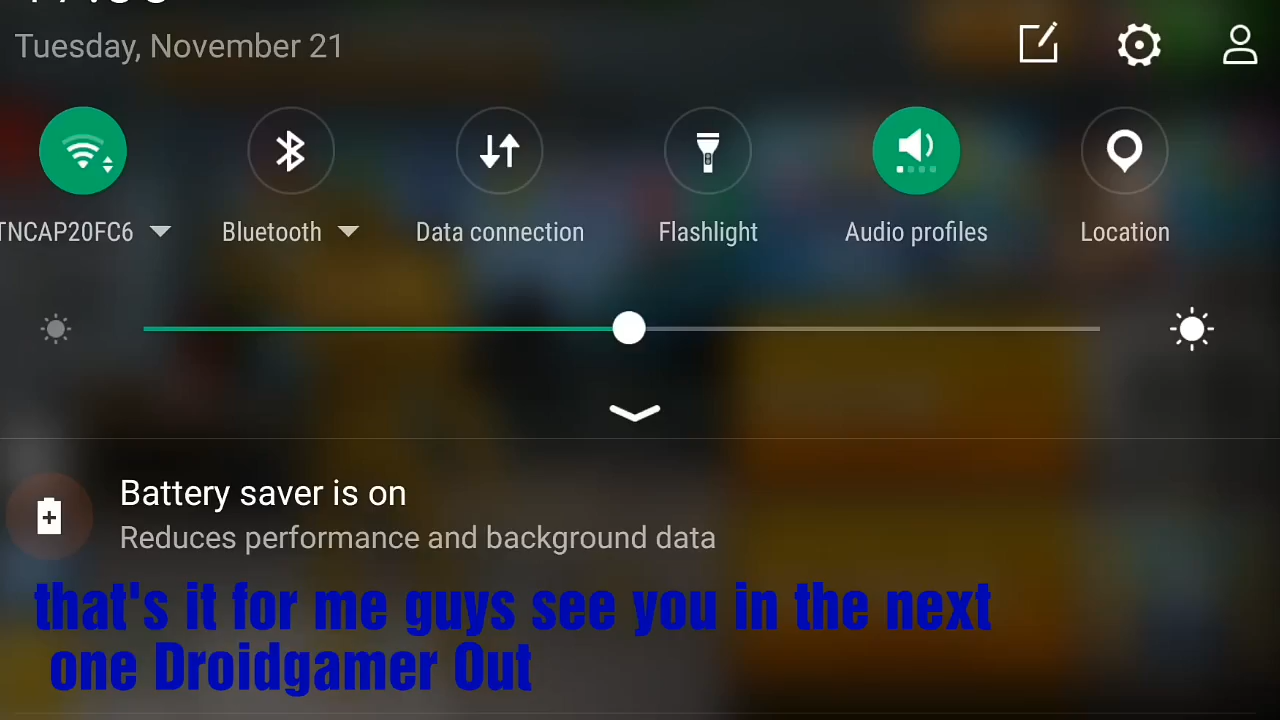 Tuesday, November 21
TNCAP20FC6 Bluetooth Data connection Flashlight Audio profiles Location
Battery saver is on
Reduces performance and background data
that's it for me guys see you in the next
one Droidgamer Out